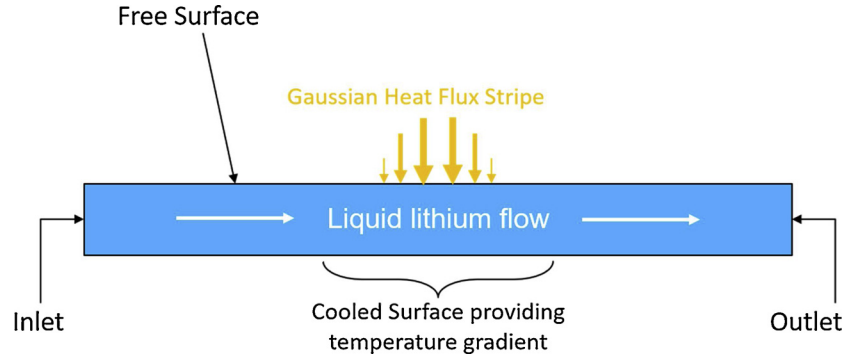 Free Surface
Gaussian Heat Flux Stripe
Liquid lithium flow
Inlet
Cooled Surface providing
temperature gradient
Outlet